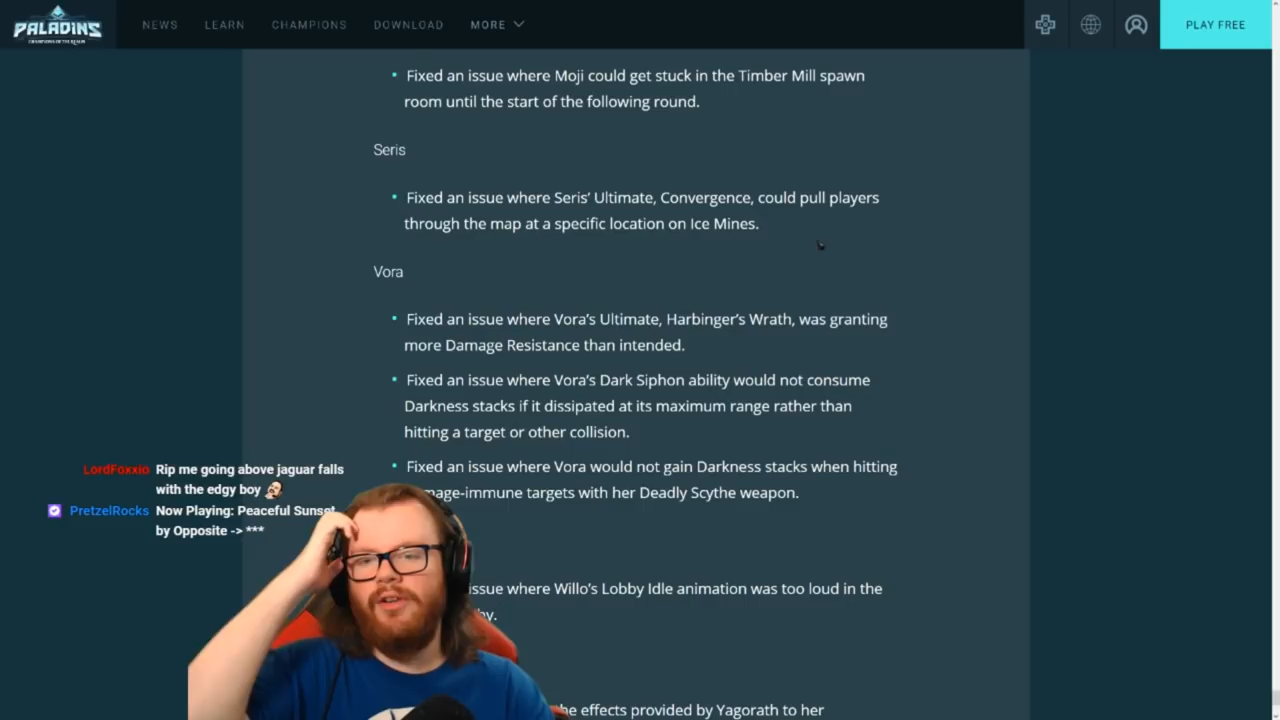 PALADINS
CHAMPIONS OF THE REALM
NEWS LEARN CHAMPIONS DOWNLOAD MORE PLAY FREE
• Fixed an issue where Moji could get stuck in the Timber Mill spawn
room until the start of the following round.
Seris
• Fixed an issue where Seris’ Ultimate, Convergence, could pull players
through the map at a specific location on Ice Mines.
Vora
• Fixed an issue where Vora’s Ultimate, Harbinger’s Wrath, was granting
more Damage Resistance than intended.
• Fixed an issue where Vora’s Dark Siphon ability would not consume
Darkness stacks if it dissipated at its maximum range rather than
hitting a target or other collision.
• Fixed an issue where Vora would not gain Darkness stacks when hitting
mage-immune targets with her Deadly Scythe weapon.
LordFoxxio Rip me going above jaguar falls
with the edgy boy
PretzelRocks Now Playing: Peaceful Sunset
by Opposite -> ***
issue where Willo’s Lobby Idle animation was too loud in the
by.
he effects provided by Yagorath to her